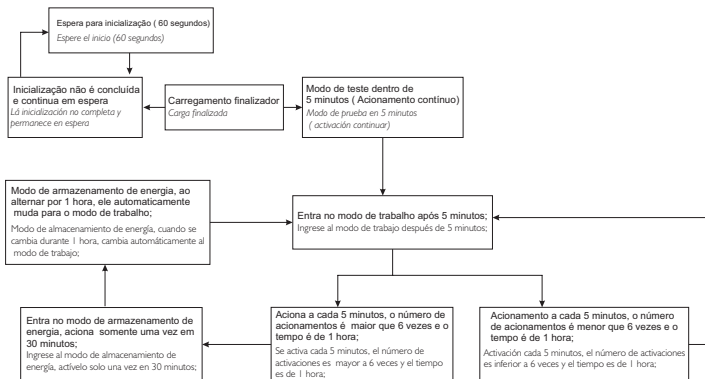 Espera para inicialização ( 60 segundos)
Espere el inicio (60 segundos)
Inicialização não é concluída
e continua em espera
Lá inicialización no completa y
permanece en espera
Carregamento finalizador
Carga finalizada
Modo de teste dentro de
5 minutos ( Acionamento contínuo)
Modo de prueba en 5 minutos
( activación continuar)
Modo de armazenamento de energia, ao
alternar por 1 hora, ele automaticamente
muda para o modo de trabalho;
Modo de almacenamiento de energía, cuando se
cambia durante 1 hora, cambia automáticamente al
modo de trabajo;
Entra no modo de trabalho após 5 minutos;
Ingrese al modo de trabajo después de 5 minutos;
Entra no modo de armazenamento de
energia, aciona somente uma vez em
30 minutos;
Ingrese al modo de almacenamiento de
energía, actívelo solo una vez en 30 minutos;
Aciona a cada 5 minutos, o número de
acionamentos é maior que 6 vezes e o
tempo é de 1 hora;
Se activa cada 5 minutos, el número de
activaciones es mayor a 6 veces y el tiempo
es de 1 hora;
Acionamento a cada 5 minutos, o número
de acionamentos é menor que 6 vezes e o
tempo é de 1 hora;
Activación cada 5 minutos, el número de activaciones
es inferior a 6 veces y el tiempo es de 1 hora;